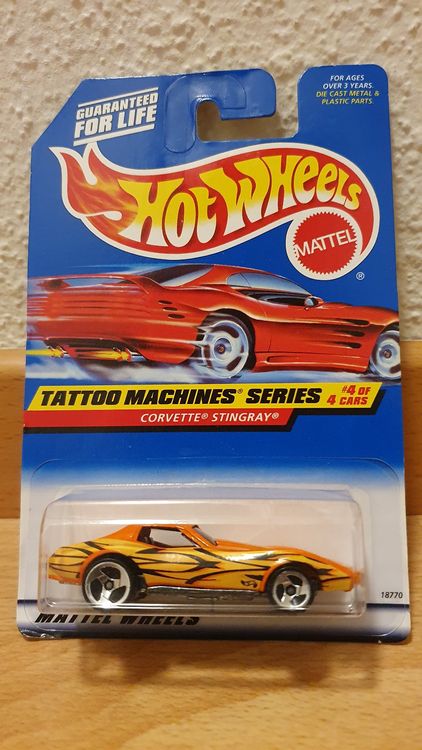 GUARANTEED
FOR LIFE
FOR AGES
OVER 3 YEARS.
DIE CAST METAL &
PLASTIC PARTS.
HOT WHEELS
MATTEL
®
TATTOO MACHINES® SERIES
#4 OF
4 CARS
CORVETTE® STINGRAY®
18770
MATTEL WHEELS